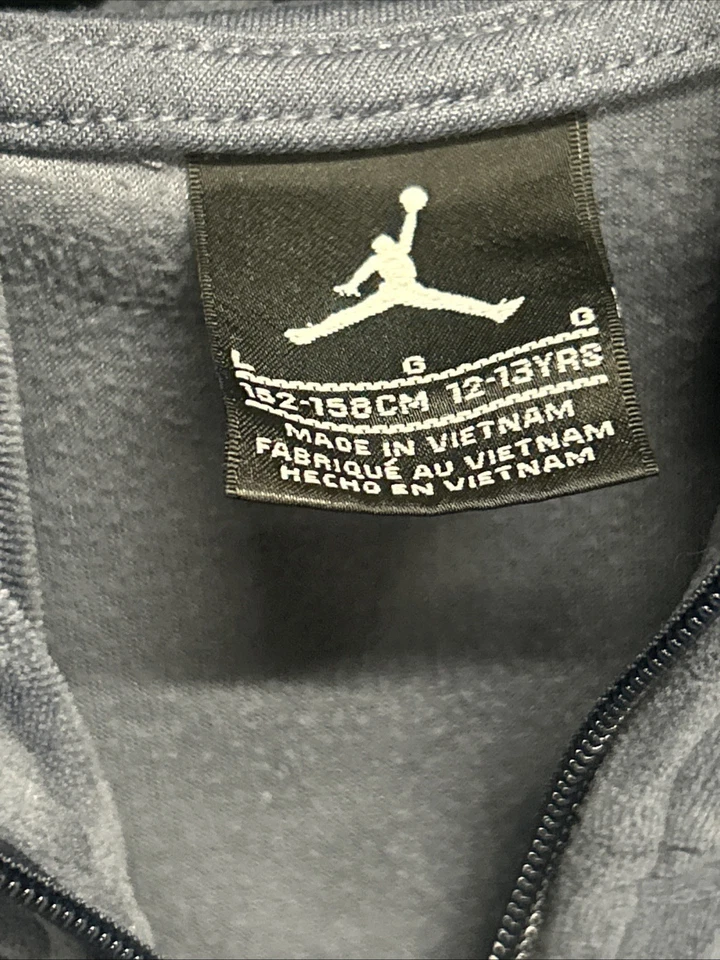 L G G
152-158CM 12-13YRS
MADE IN VIETNAM
FABRIQUÉ AU VIETNAM
HECHO EN VIETNAM